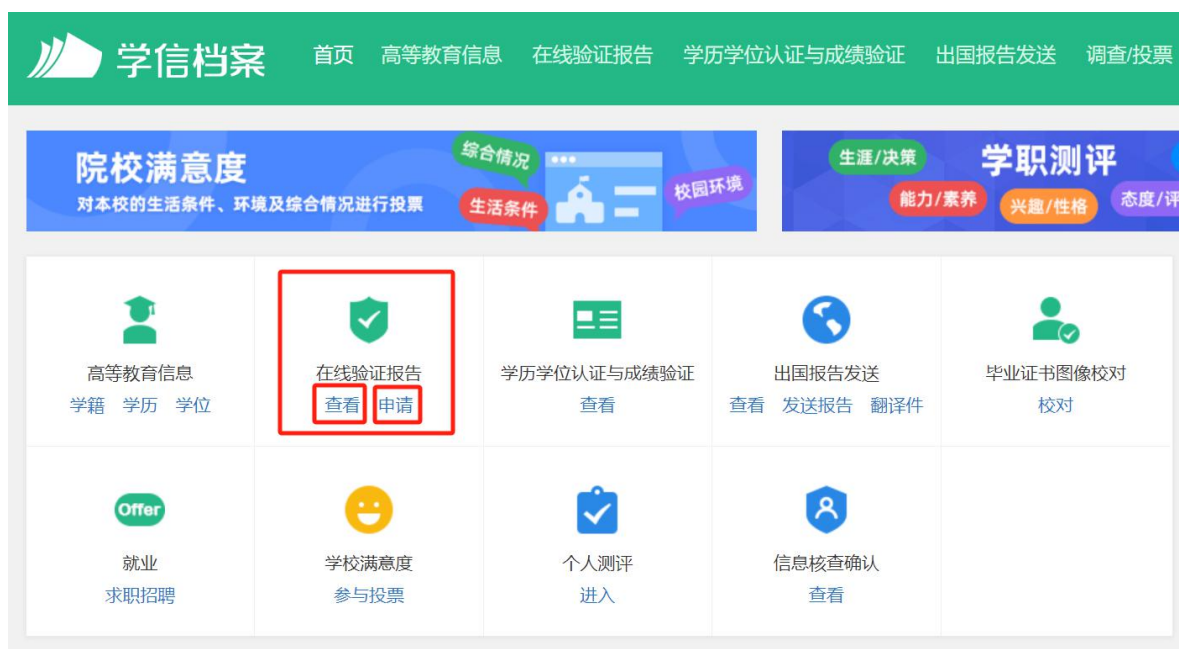 学信档案 首页 高等教育信息 在线验证报告 学历学位认证与成绩验证 出国报告发送 调查/投票
院校满意度
对本校的生活条件、环境及综合情况进行投票
综合情况
生活条件
校园环境
生涯/决策
学职测评
能力/素养
兴趣/性格
态度/评
高等教育信息 在线验证报告 学历学位认证与成绩验证 出国报告发送 毕业证书图像校对
学籍 学历 学位 查看 申请 查看 查看 发送报告 翻译件 校对
Offer
就业 学校满意度 个人测评 信息核查确认
求职招聘 参与投票 进入 查看